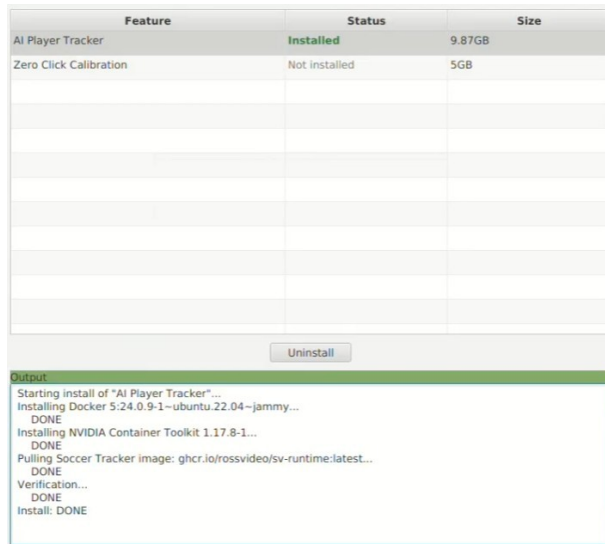 Feature Status Size
AI Player Tracker Installed 9.87GB
Zero Click Calibration Not installed 5GB
Uninstall
Output
Starting install of "AI Player Tracker"...
Installing Docker 5:24.0.9-1~ubuntu.22.04~jammy...
DONE
Installing NVIDIA Container Toolkit 1.17.8-1...
DONE
Pulling Soccer Tracker image: ghcr.io/rossvideo/sv-runtime:latest...
DONE
Verification...
DONE
Install: DONE